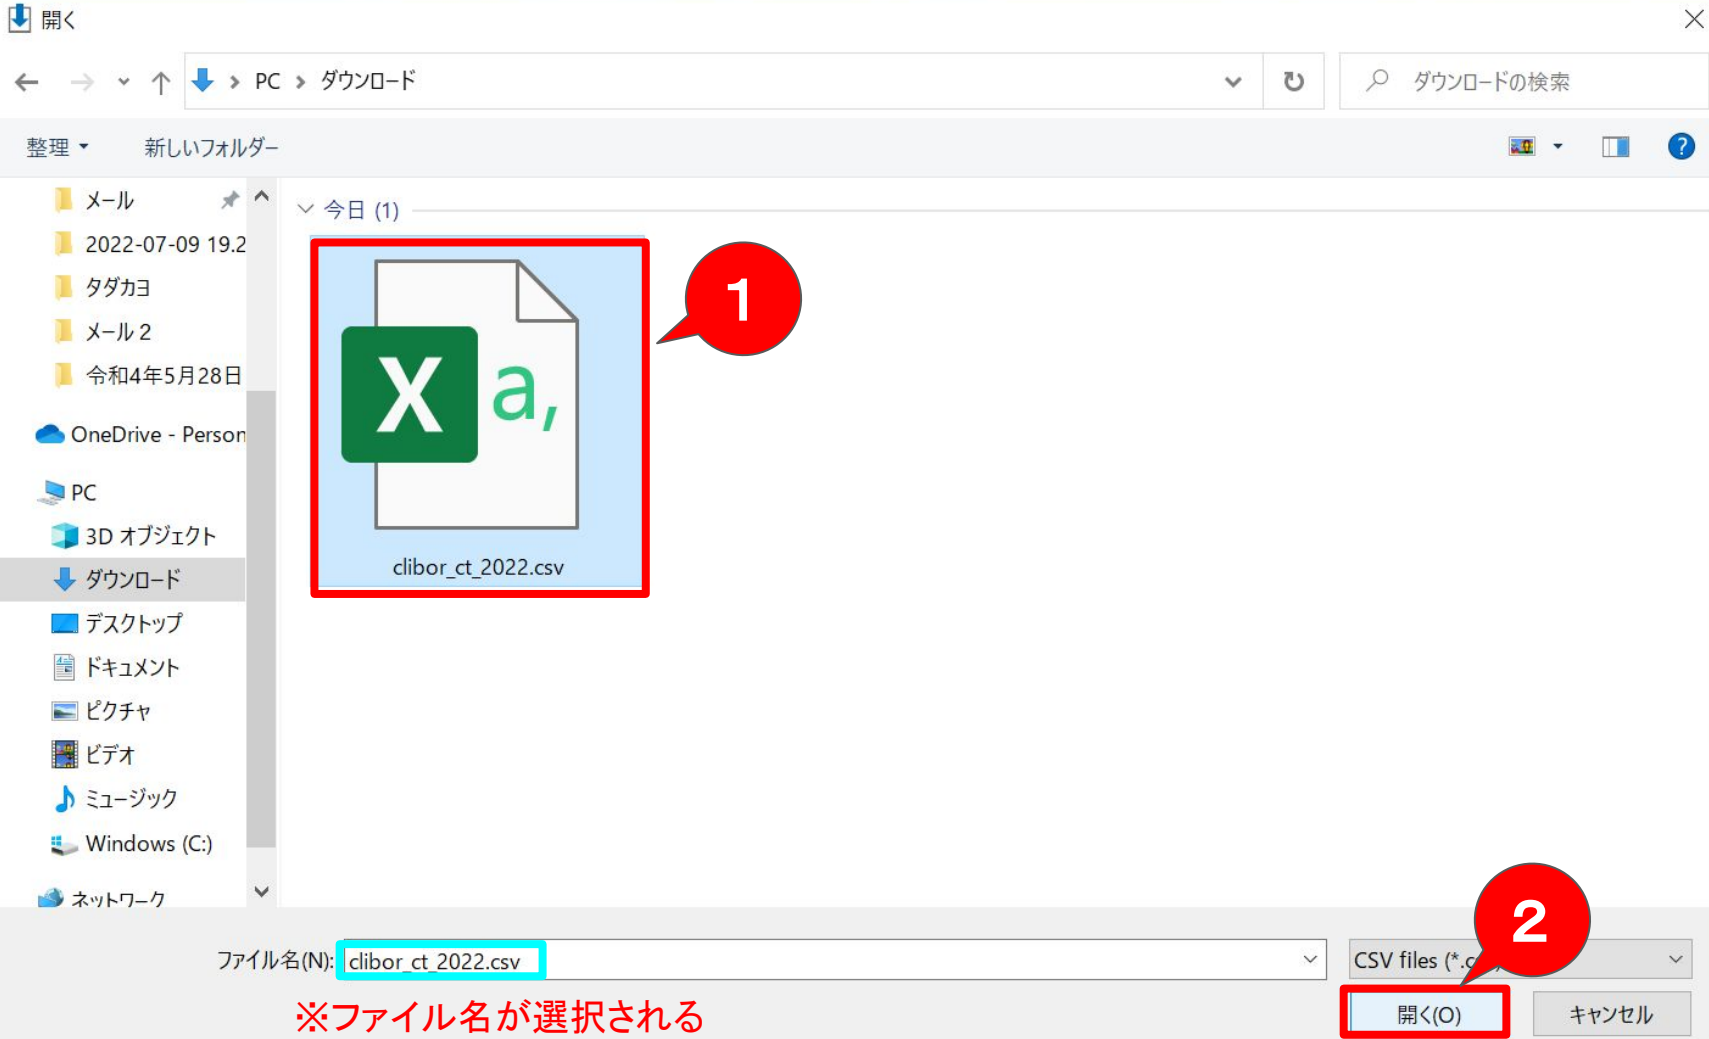 開く
PC > ダウンロード
ダウンロードの検索
整理
新しいフォルダー
メール
2022-07-09 19.2
タダカヨ
メール 2
令和4年5月28日
OneDrive - Person
PC
3D オブジェクト
ダウンロード
デスクトップ
ドキュメント
ピクチャ
ビデオ
ミュージック
Windows (C:)
ネットワーク
今日 (1)
1
X a,
clibor_ct_2022.csv
2
ファイル名(N):
clibor_ct_2022.csv
CSV files (*.c
※ファイル名が選択される
開く(O)
キャンセル